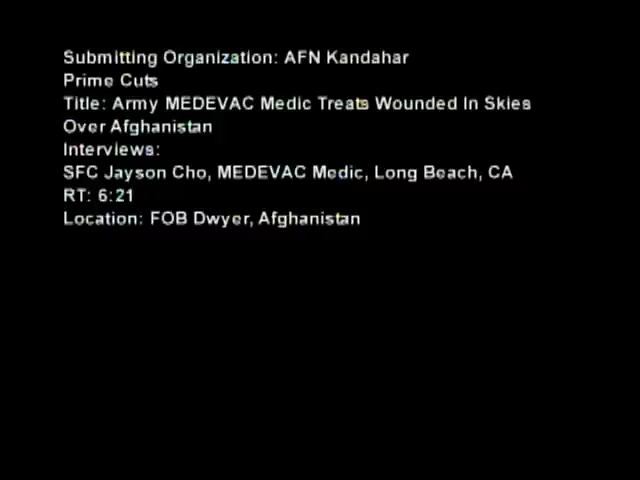 Submitting Organization: AFN Kandahar
Prime Cuts
Title: Army MEDEVAC Medic Treats Wounded In Skies
Over Afghanistan
Interviews:
SFC Jayson Cho, MEDEVAC Medic, Long Beach, CA
RT: 6:21
Location: FOB Dwyer, Afghanistan